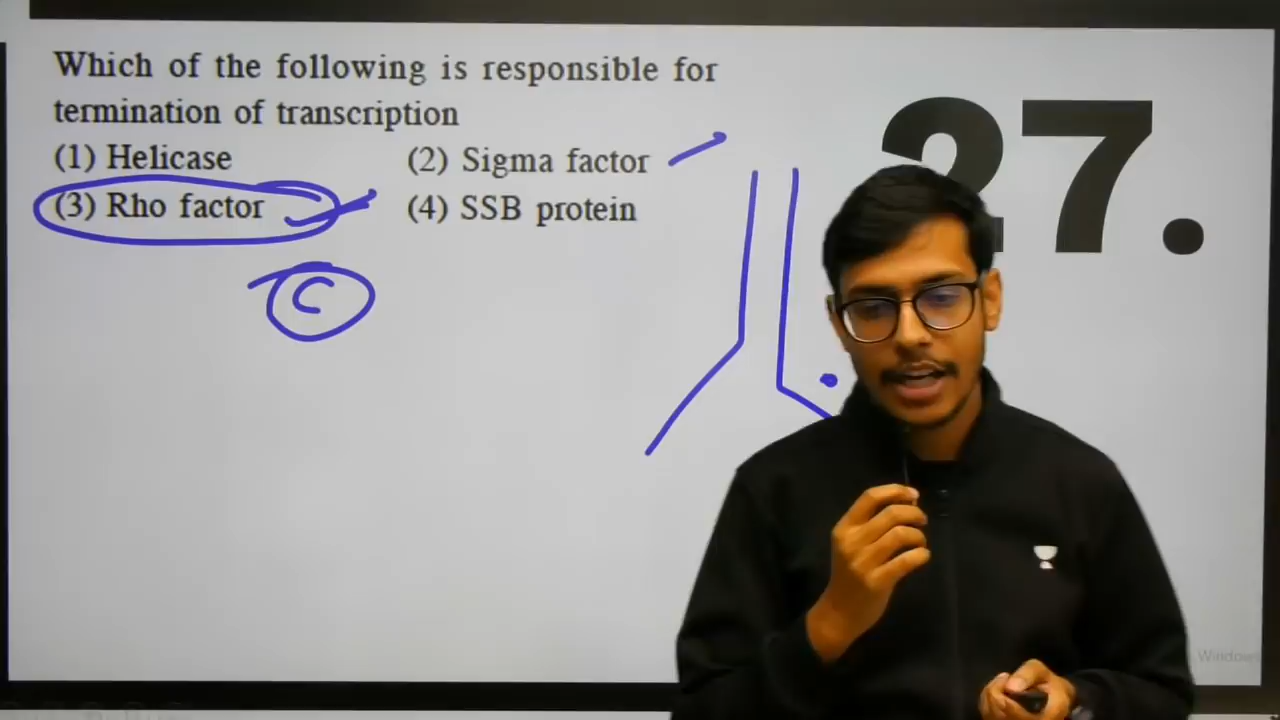 Which of the following is responsible for
termination of transcription
(1) Helicase (2) Sigma factor
(3) Rho factor (4) SSB protein
C
27.
Windows